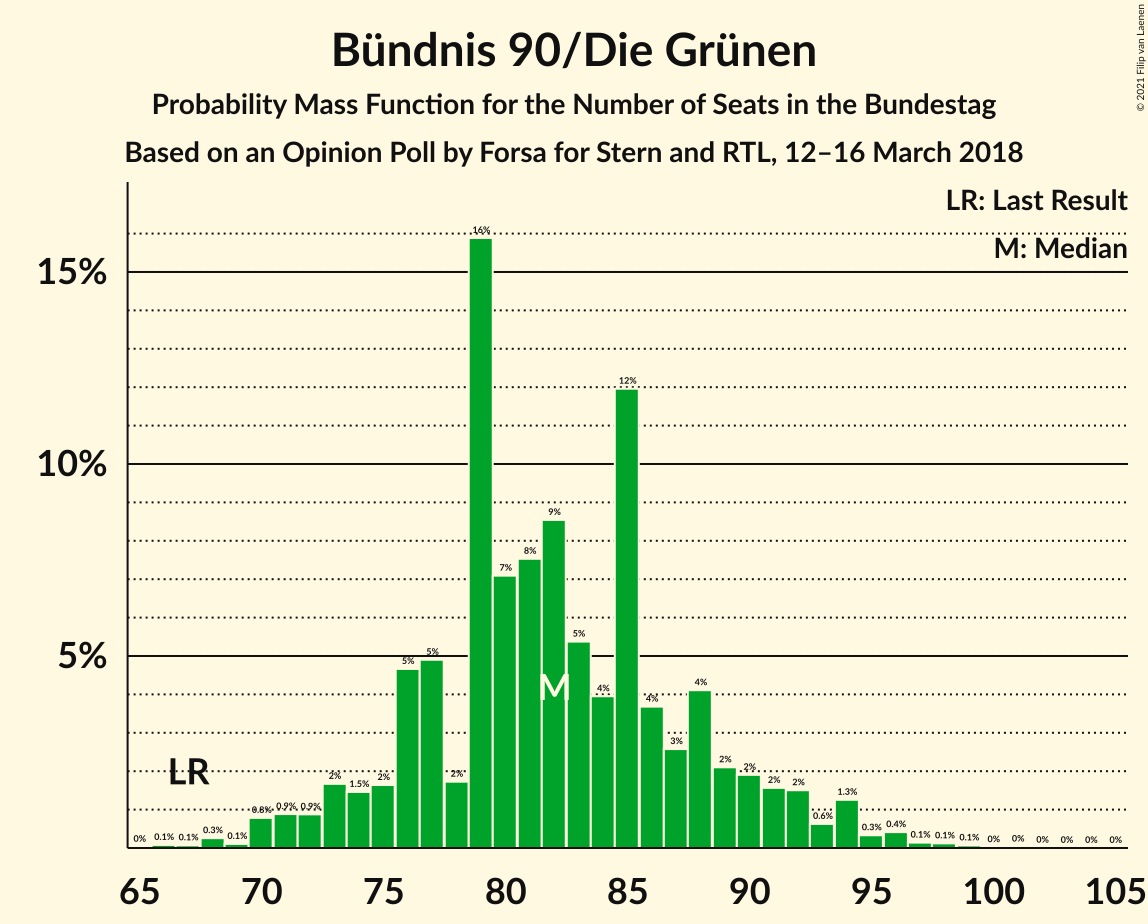 Bündnis 90/Die Grünen
Probability Mass Function for the Number of Seats in the Bundestag
Based on an Opinion Poll by Forsa for Stern and RTL, 12–16 March 2018
© 2021 Filip van Laenen
LR: Last Result
M: Median
15%
10%
5%
0% 0.1% 0.1% 0.3% 0.1% 0.8% 0.9% 0.9% 2% 1.5% 2% 5% 5% 2% 16% 7% 8% 9% 5% 4% 12% 4% 3% 4% 2% 2% 2% 2% 0.6% 1.3% 0.3% 0.4% 0.1% 0.1% 0.1% 0% 0% 0% 0% 0% 0%
M
LR
65 70 75 80 85 90 95 100 105